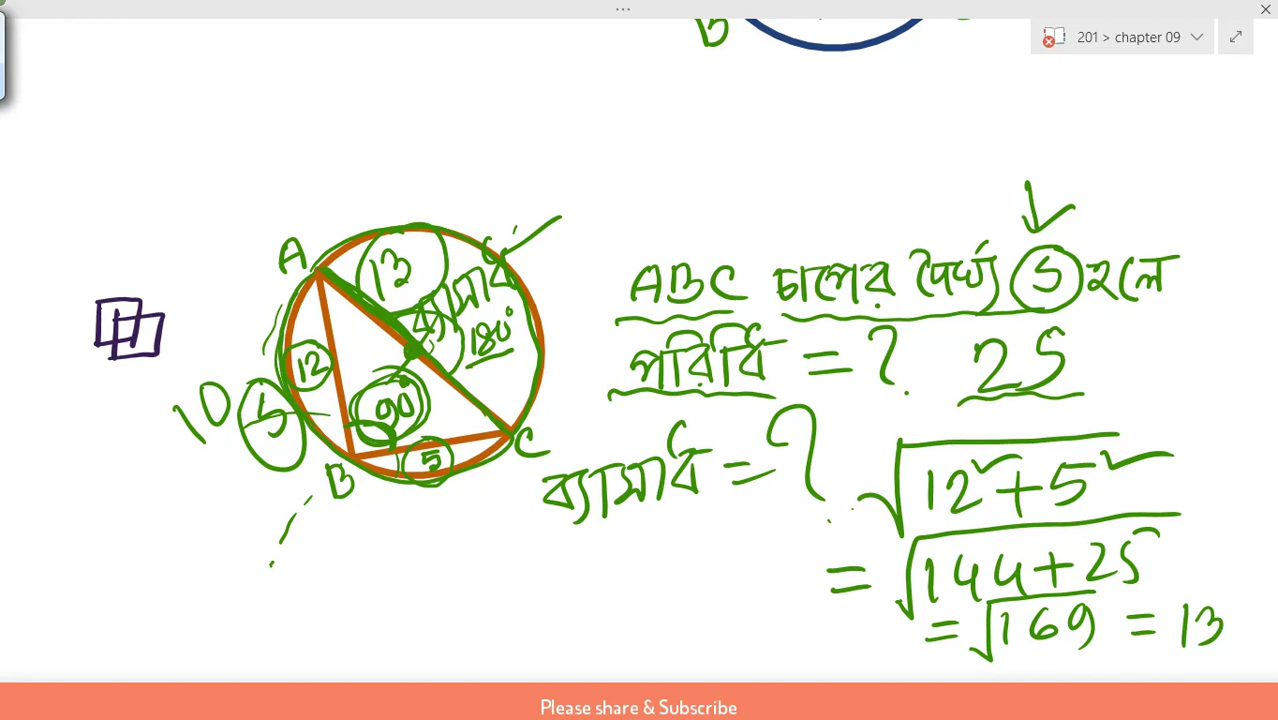 B
201 > chapter 09
A
13
ব্যাসার্ধ
180°
12
90
10
5
5
B
C
ABC চাপের দৈর্ঘ্য 5 হলে
পরিধি = ? 25
ব্যাসার্ধ = ?
√12²+5²
= √144+25
= √169 = 13
Please share & Subscribe